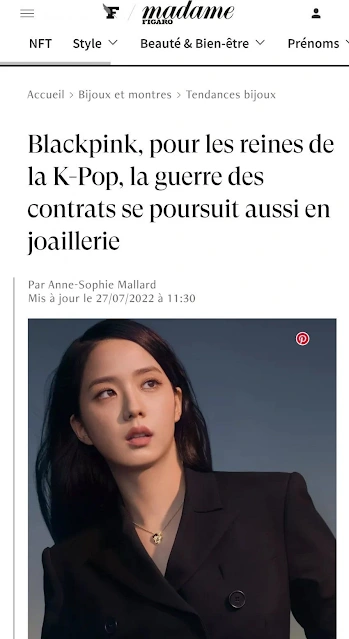 F / madame
FIGARO
NFT Style Beauté & Bien-être Prénoms
Accueil > Bijoux et montres > Tendances bijoux
Blackpink, pour les reines de
la K-Pop, la guerre des
contrats se poursuit aussi en
joaillerie
Par Anne-Sophie Mallard
Mis à jour le 27/07/2022 à 11:30